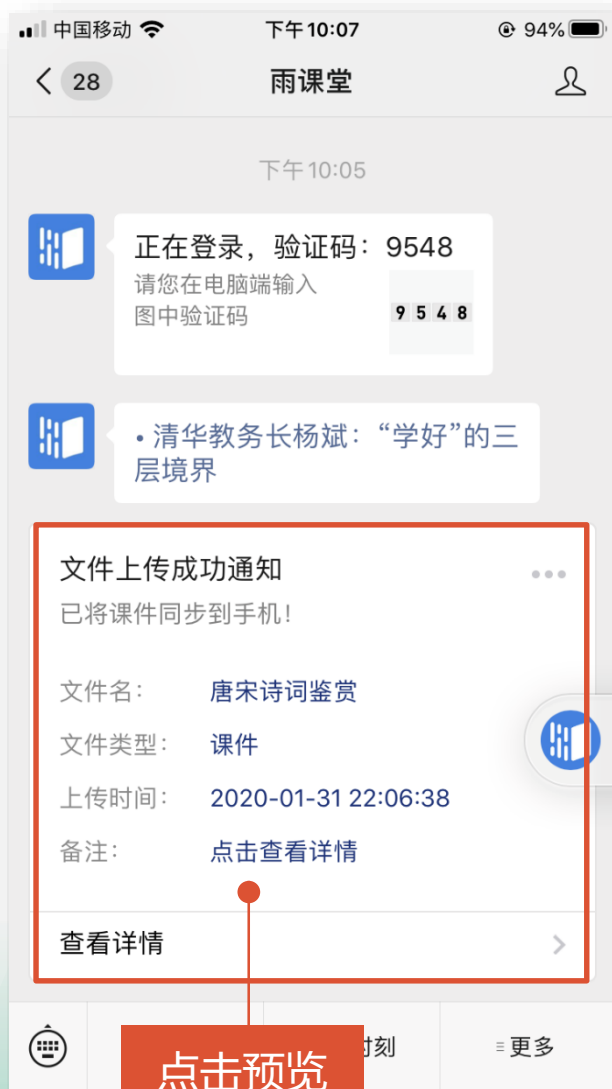 中国移动 下午10:07 94%
28 雨课堂
下午10:05
正在登录，验证码：9548
请您在电脑端输入
图中验证码
9 5 4 8
• 清华教务长杨斌：“学好”的三
层境界
文件上传成功通知
已将课件同步到手机！
文件名： 唐宋诗词鉴赏
文件类型： 课件
上传时间： 2020-01-31 22:06:38
备注： 点击查看详情
查看详情
点击预览
时刻
更多